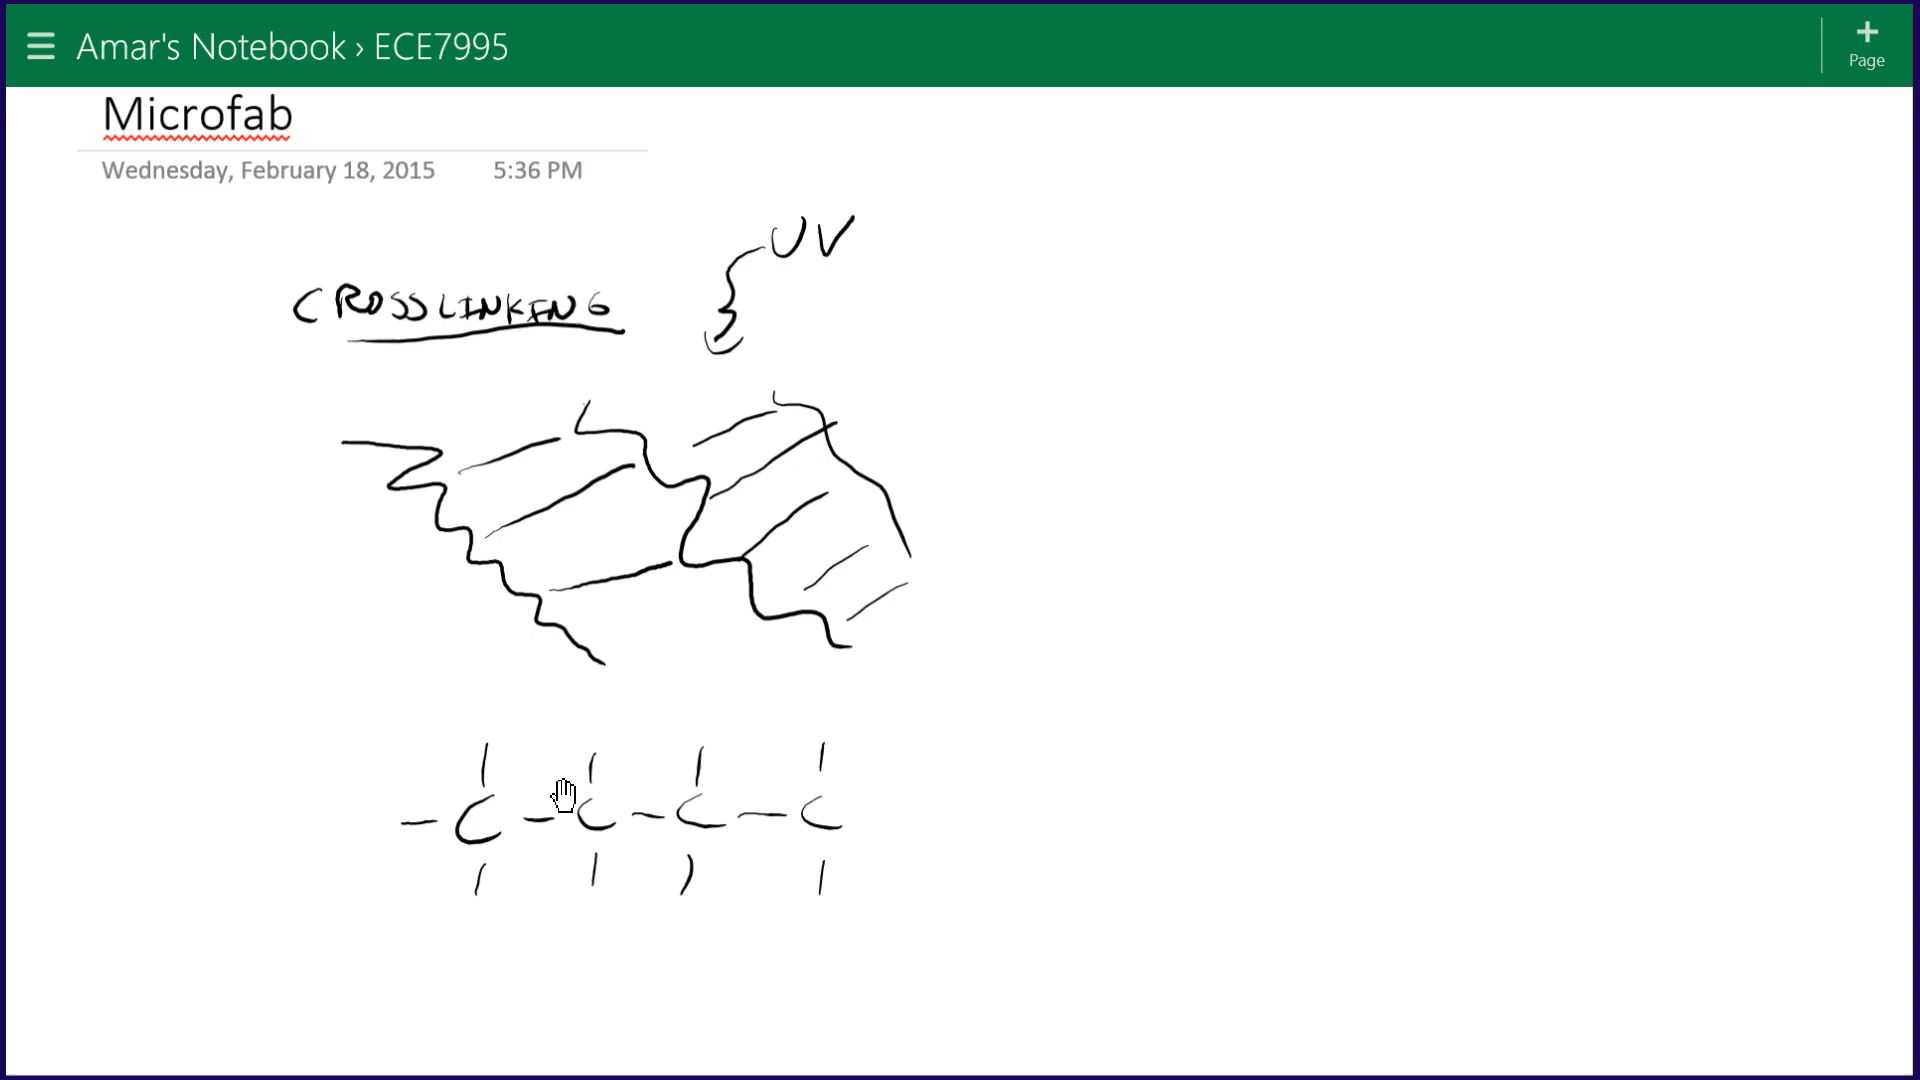 Amar's Notebook › ECE7995
+
Page
Microfab
Wednesday, February 18, 2015 5:36 PM
UV
CROSSLINKING
- C - C - C - C